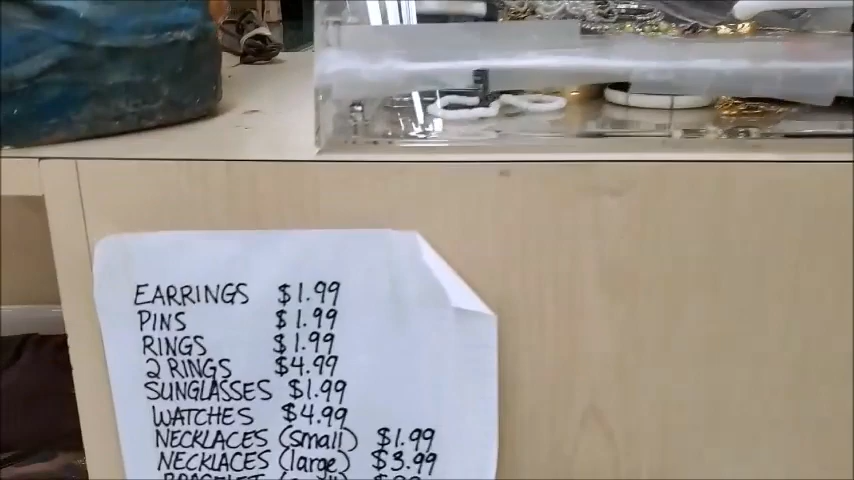 EARRINGS $1.99
PINS $1.99
RINGS $1.99
2 RINGS $4.99
SUNGLASSES $1.99
WATCHES $4.99
NECKLACES (small) $1.99
NECKLACES (large) $3.99